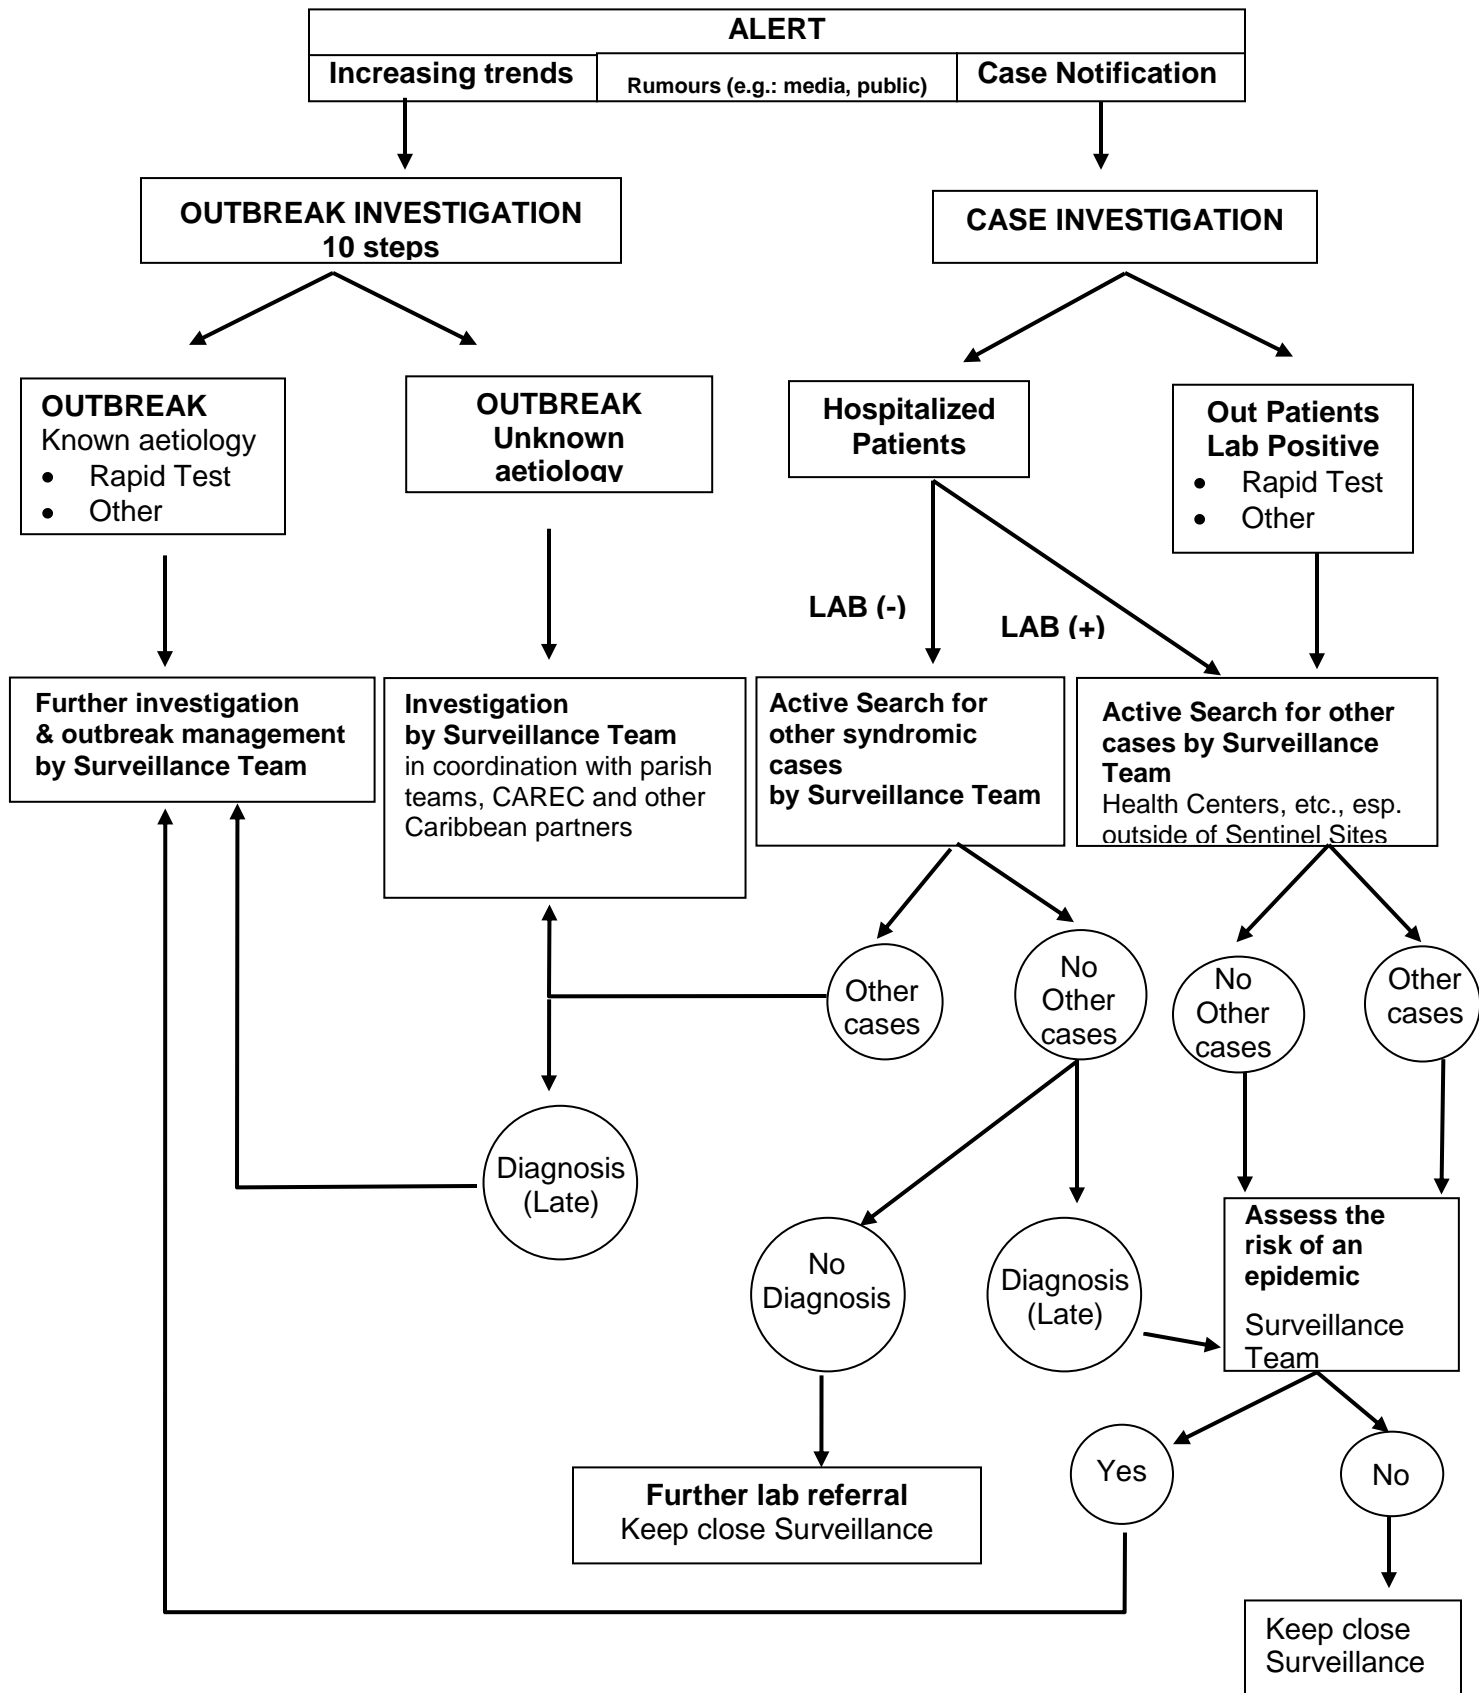 ALERT
Increasing trends
Rumours (e.g.: media, public)
Case Notification
OUTBREAK INVESTIGATION
10 steps
CASE INVESTIGATION
OUTBREAK
Known aetiology
• Rapid Test
• Other
OUTBREAK
Unknown
aetiology
Hospitalized
Patients
Out Patients
Lab Positive
• Rapid Test
• Other
LAB (-)
LAB (+)
Further investigation
& outbreak management
by Surveillance Team
Investigation
by Surveillance Team
in coordination with parish
teams, CAREC and other
Caribbean partners
Active Search for
other syndromic
cases
by Surveillance Team
Active Search for other
cases by Surveillance
Team
Health Centers, etc., esp.
outside of Sentinel Sites
Other
cases
No
Other
cases
No
Other
cases
Other
cases
Diagnosis
(Late)
No
Diagnosis
Diagnosis
(Late)
Assess the
risk of an
epidemic
Surveillance
Team
Yes
No
Further lab referral
Keep close Surveillance
Keep close
Surveillance